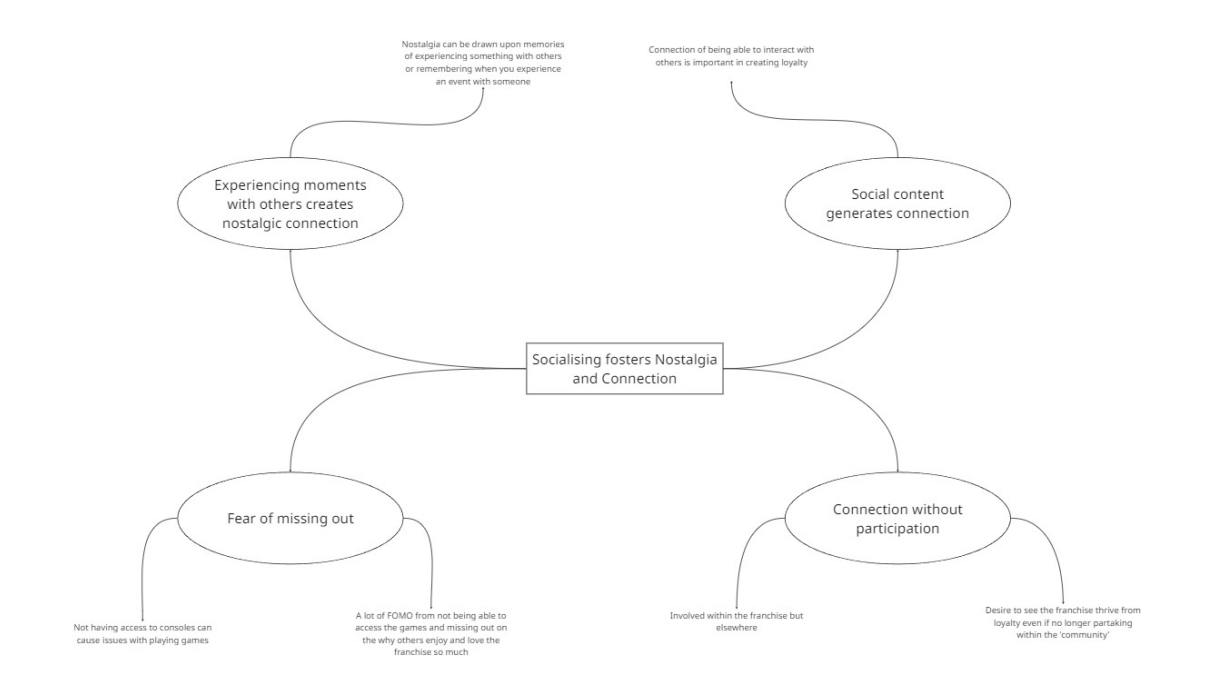 Nostalgia can be drawn upon memories
of experiencing something with others
or remembering when you experience
an event with someone
Connection of being able to interact with
others is important in creating loyalty
Experiencing moments
with others creates
nostalgic connection
Social content
generates connection
Socialising fosters Nostalgia
and Connection
Fear of missing out
Connection without
participation
Not having access to consoles can
cause issues with playing games
A lot of FOMO from not being able to
access the games and missing out on
the why others enjoy and love the
franchise so much
Involved within the franchise but
elsewhere
Desire to see the franchise thrive from
loyalty even if no longer partaking
within the 'community'